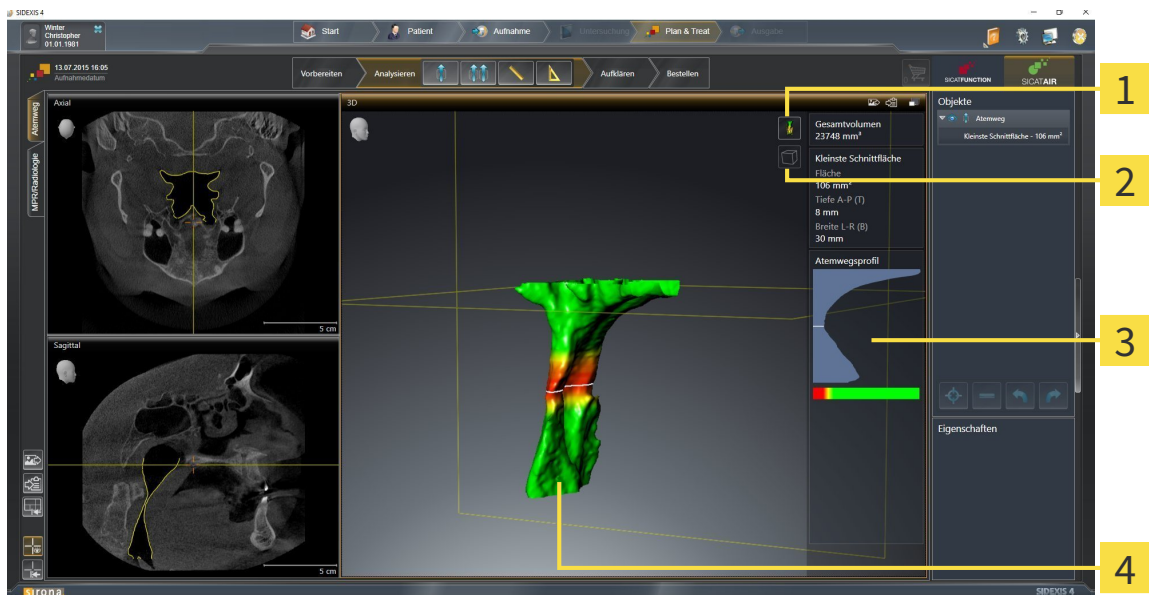 SIDEXIS 4
Winter
Christopher
01.01.1981
Start
Patient
Aufnahme
Untersuchung
Plan & Treat
Ausgabe
13.07.2015 16:05
Aufnahmedatum
Vorbereiten
Analysieren
Aufklären
Bestellen
SICATFUNCTION
SICATAIR
Atemweg
MPR/Radiologie
Axial
5 cm
Sagittal
5 cm
3D
Gesamtvolumen
23748 mm³
Kleinste Schnittfläche
Fläche
106 mm²
Tiefe A-P (T)
8 mm
Breite L-R (B)
30 mm
Atemwegsprofil
Objekte
Atemweg
Kleinste Schnittfläche - 106 mm²
Eigenschaften
1
2
3
4
sirona
SIDEXIS 4